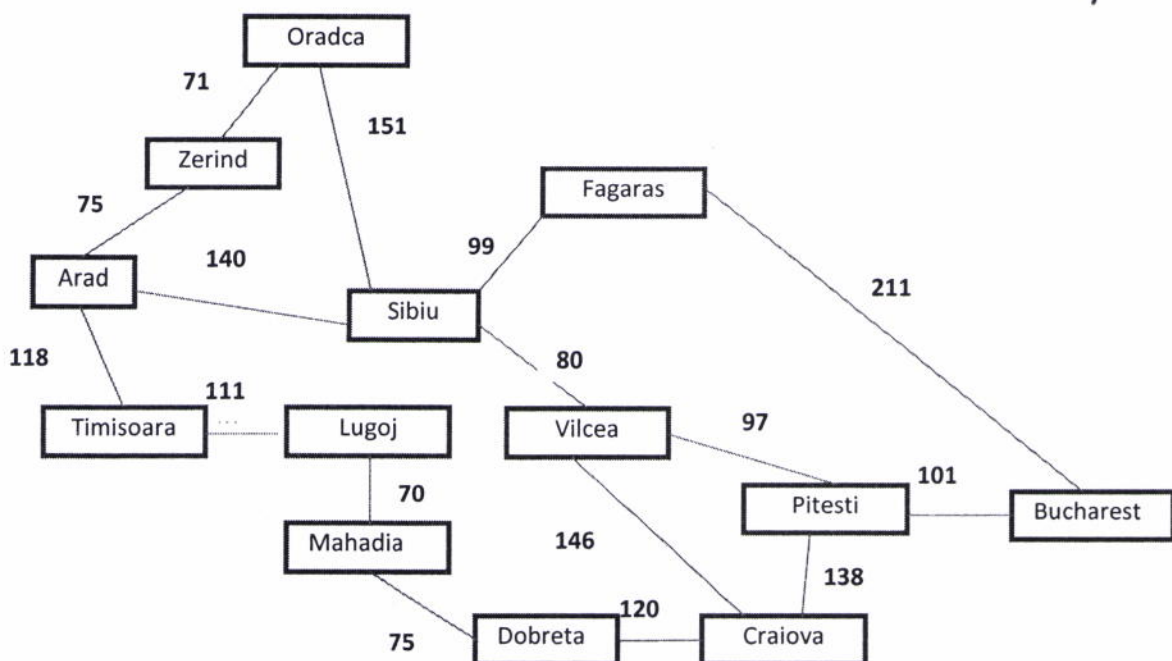 Oradca
71
151
Zerind
Fagaras
75
99
140
Arad
211
Sibiu
118
80
111
Timisoara
Lugoj
Vilcea
97
101
70
Pitesti
Bucharest
Mahadia
146
138
120
75
Dobreta
Craiova